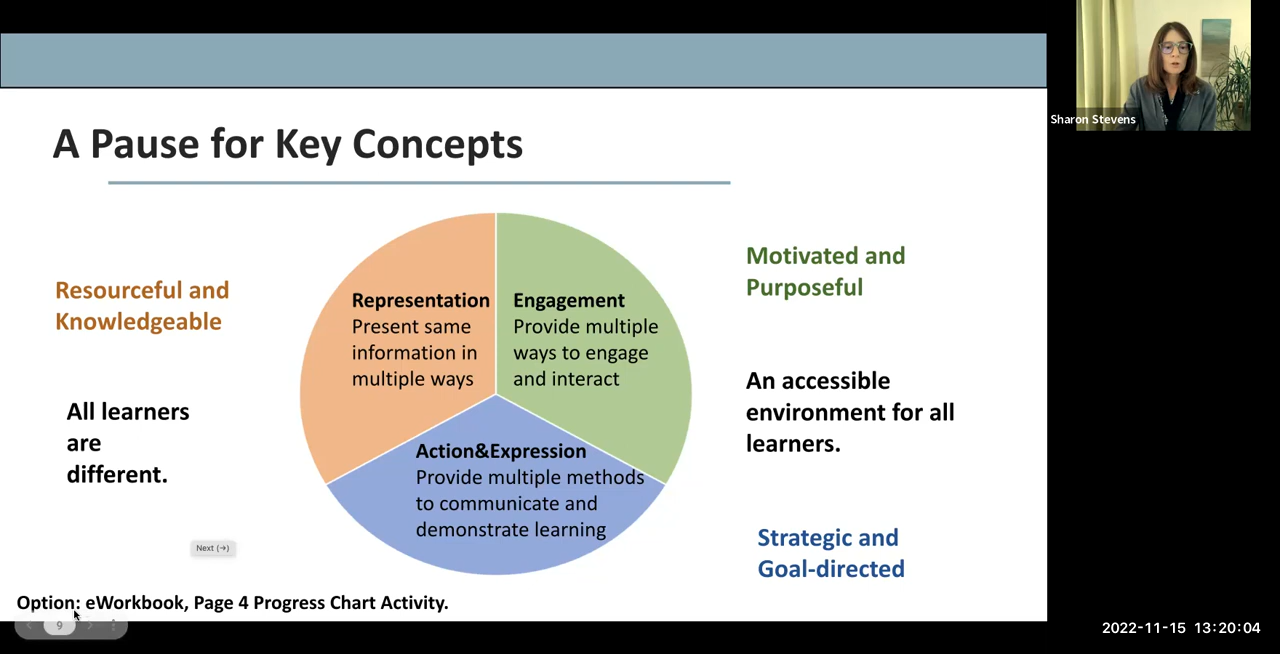 A Pause for Key Concepts
Sharon Stevens
Resourceful and
Knowledgeable
All learners
are
different.
Representation
Present same
information in
multiple ways
Engagement
Provide multiple
ways to engage
and interact
Action&Expression
Provide multiple methods
to communicate and
demonstrate learning
Motivated and
Purposeful
An accessible
environment for all
learners.
Strategic and
Goal-directed
Next (→)
Option: eWorkbook, Page 4 Progress Chart Activity.
9
2022-11-15 13:20:04